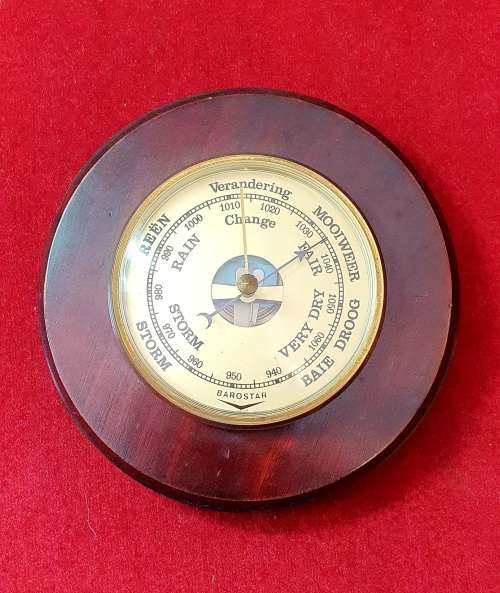 Verandering
Change
REËN
RAIN
STORM
STORM
MOOIWEER
FAIR
BAIE DROOG
VERY DRY
940
950
960
970
980
990
1000
1010
1020
1030
1040
1050
1060
BAROSTAR